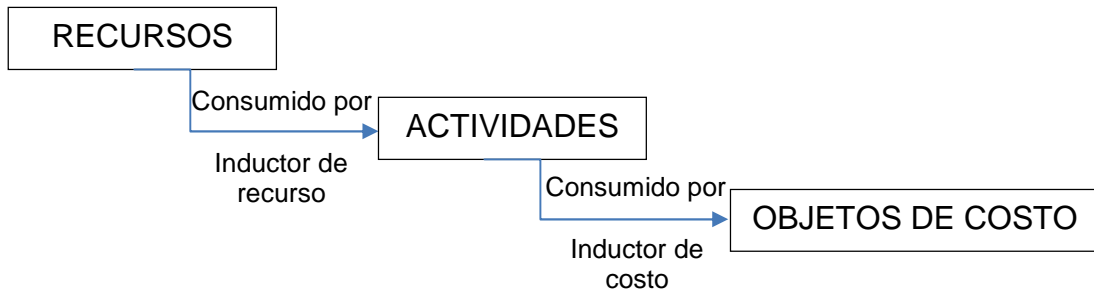 RECURSOS
Consumido por
ACTIVIDADES
Inductor de
recurso
Consumido por
OBJETOS DE COSTO
Inductor de
costo